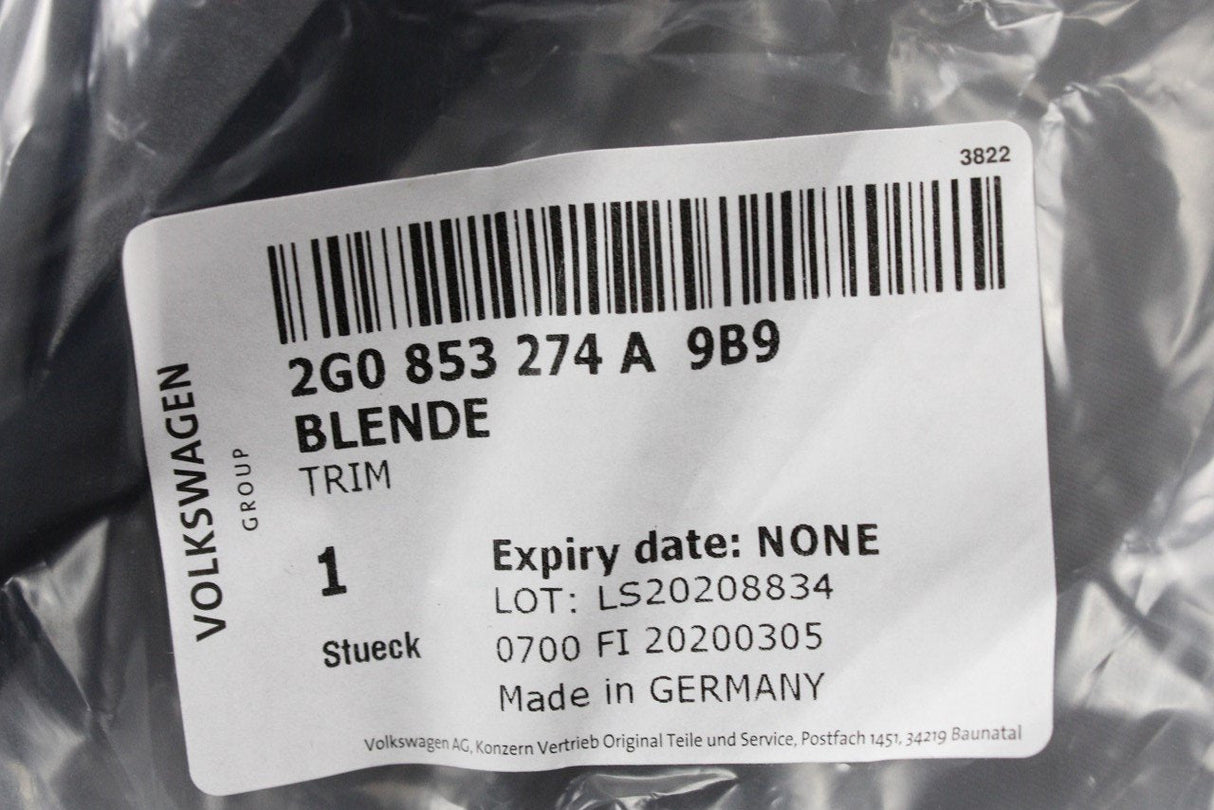 3822
2G0 853 274 A 9B9
BLENDE
TRIM
VOLKSWAGEN
GROUP
1
Stueck
Expiry date: NONE
LOT: LS20208834
0700 FI 20200305
Made in GERMANY
Volkswagen AG, Konzern Vertrieb Original Teile und Service, Postfach 1451, 34219 Baunatal